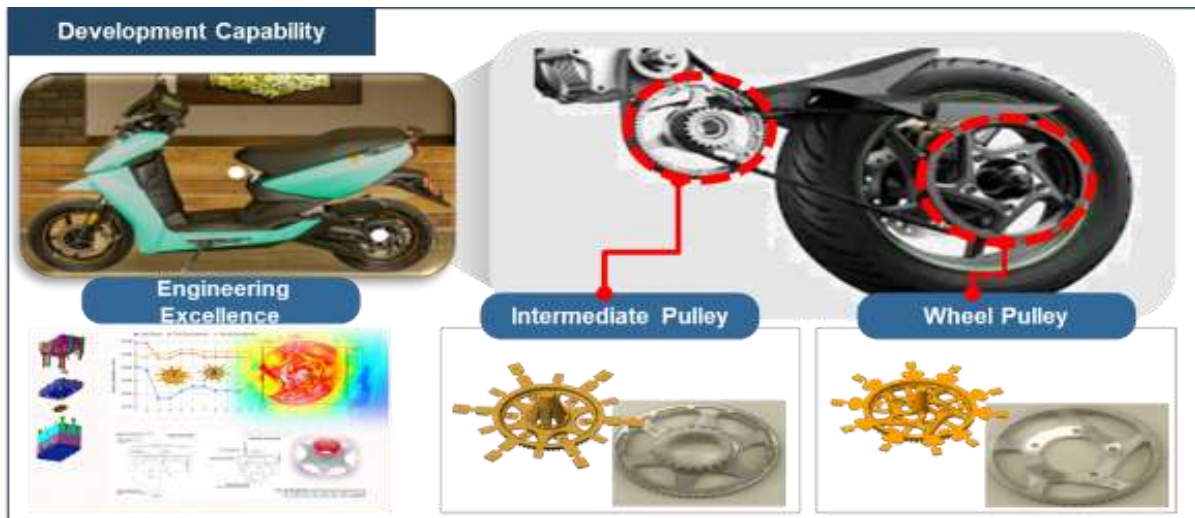 Development Capability
Engineering
Excellence
Intermediate Pulley
Wheel Pulley